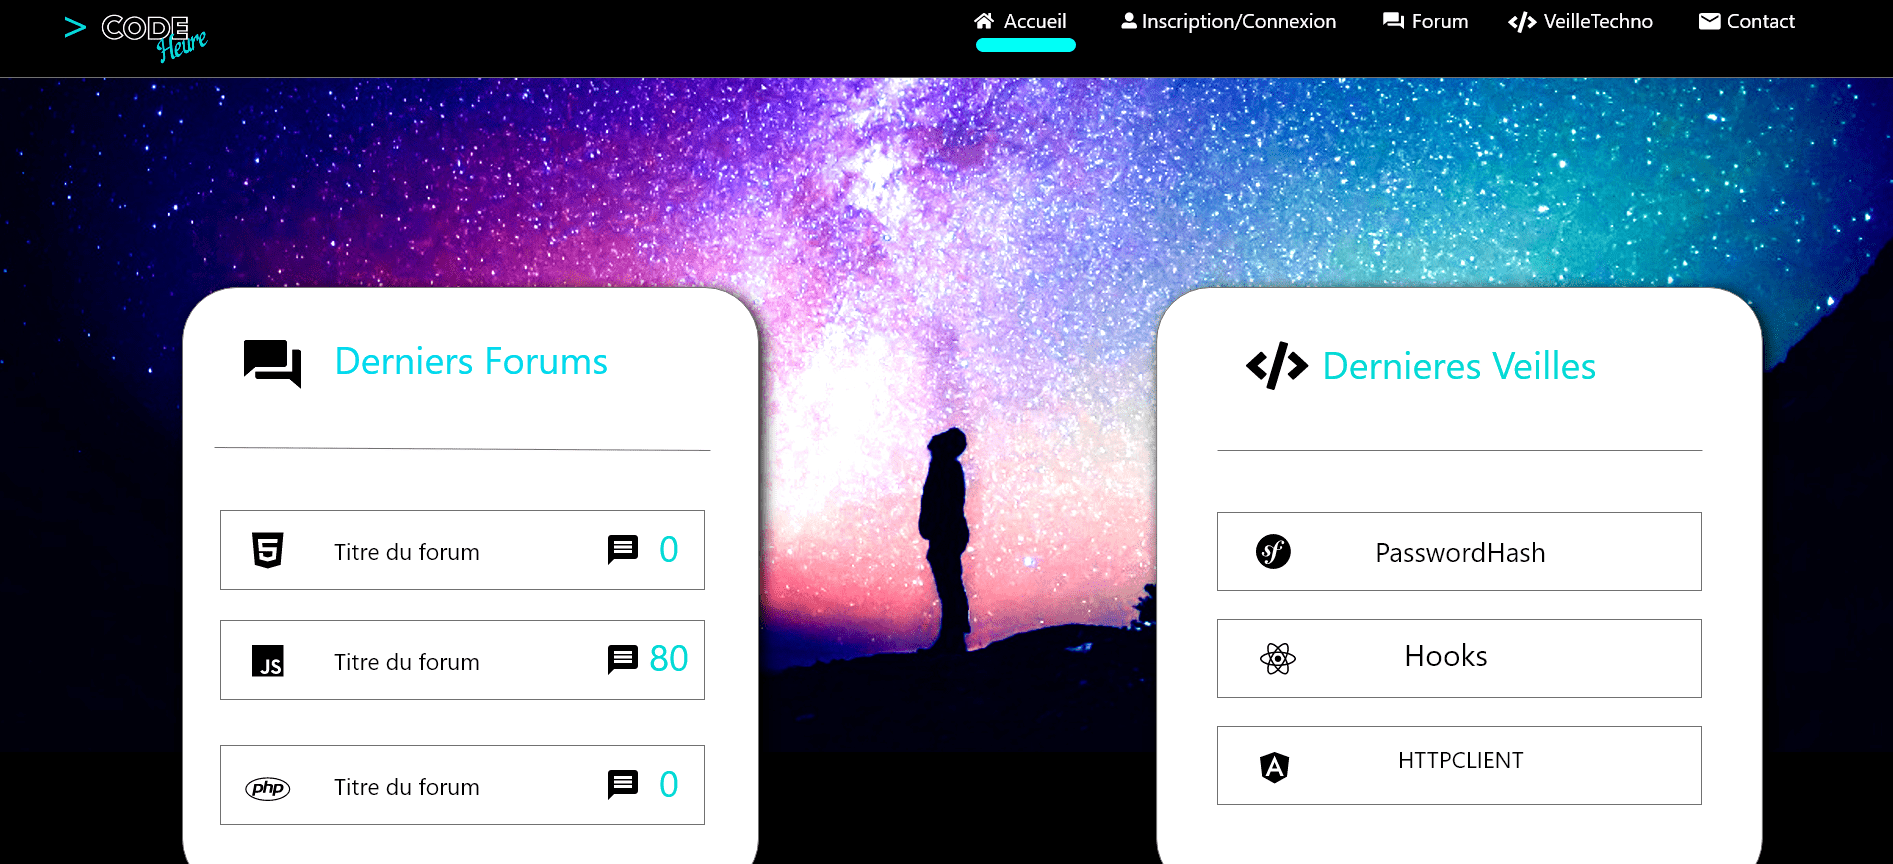 > CODE
Heure
Accueil
Inscription/Connexion
Forum
VeilleTechno
Contact
Derniers Forums
Titre du forum
0
JS
Titre du forum
80
php
Titre du forum
0
Dernieres Veilles
sf
PasswordHash
Hooks
A
HTTPCLIENT